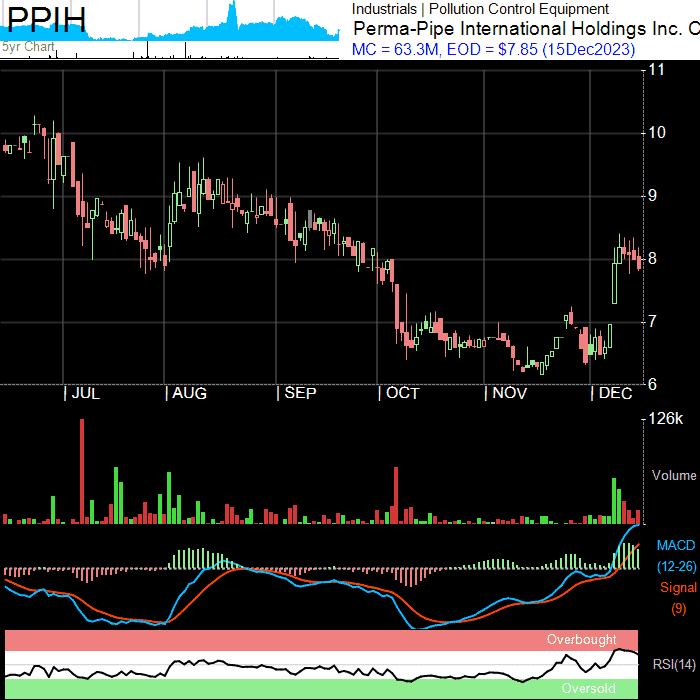 PPIH
5yr Chart
Industrials | Pollution Control Equipment
Perma-Pipe International Holdings Inc. C
MC = 63.3M, EOD = $7.85 (15Dec2023)
11
10
9
8
7
6
| JUL | AUG | SEP | OCT | NOV | DEC
126k
Volume
MACD
(12-26)
Signal
(9)
Overbought
RSI(14)
Oversold